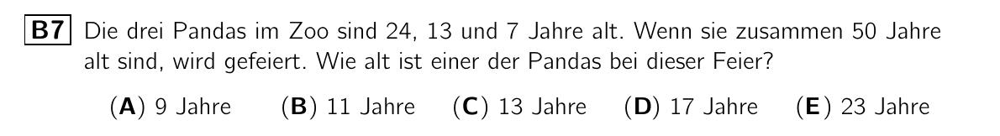 B7 Die drei Pandas im Zoo sind 24, 13 und 7 Jahre alt. Wenn sie zusammen 50 Jahre
alt sind, wird gefeiert. Wie alt ist einer der Pandas bei dieser Feier?
(A) 9 Jahre (B) 11 Jahre (C) 13 Jahre (D) 17 Jahre (E) 23 Jahre